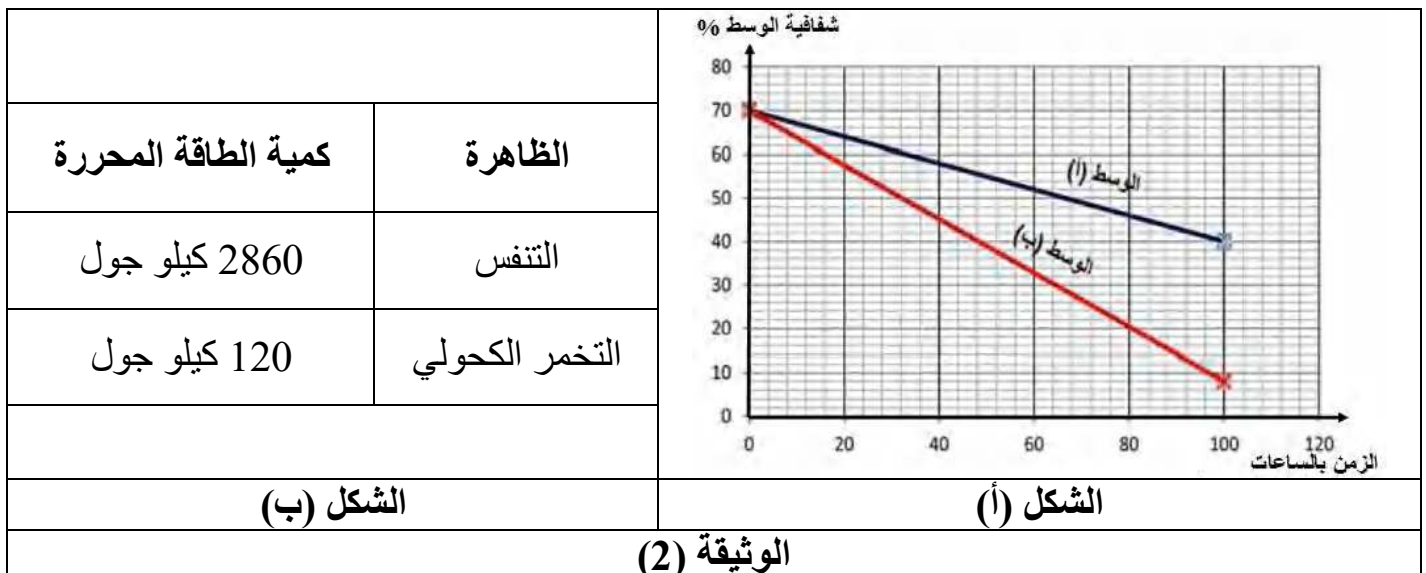 شفافية الوسط %
80
70
60
50
40
30
20
10
0
الوسط (أ)
الوسط (ب)
0 20 40 60 80 100 120
الزمن بالساعات
الشكل (أ)
الظاهرة كمية الطاقة المحررة
التنفس 2860 كيلو جول
التخمر الكحولي 120 كيلو جول
الشكل (ب)
الوثيقة (2)